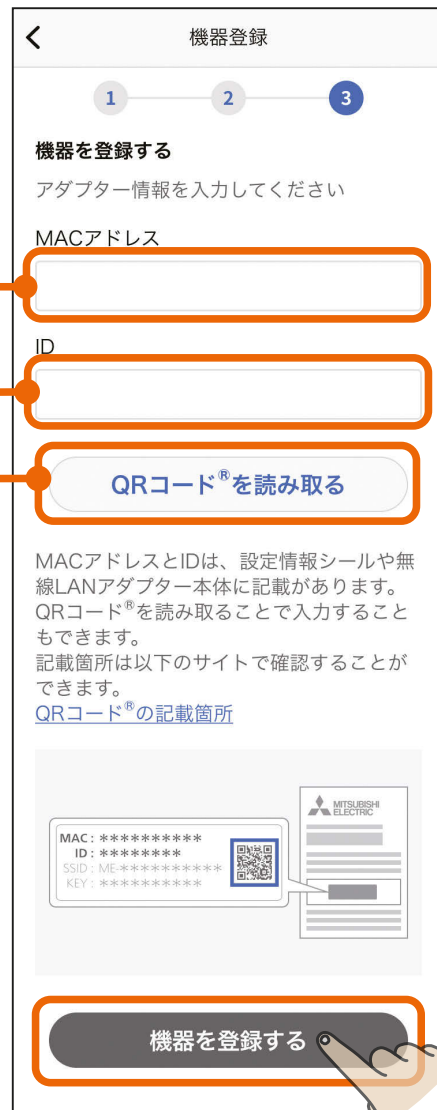 機器登録
1 2 3
機器を登録する
アダプター情報を入力してください
MACアドレス
ID
QRコード®を読み取る
MACアドレスとIDは、設定情報シールや無
線LANアダプター本体に記載があります。
QRコード®を読み取ることで入力すること
もできます。
記載箇所は以下のサイトで確認することが
できます。
QRコード®の記載箇所
MITSUBISHI
ELECTRIC
MAC : **********
ID : ********
SSID : ME-**********
KEY : **********
機器を登録する